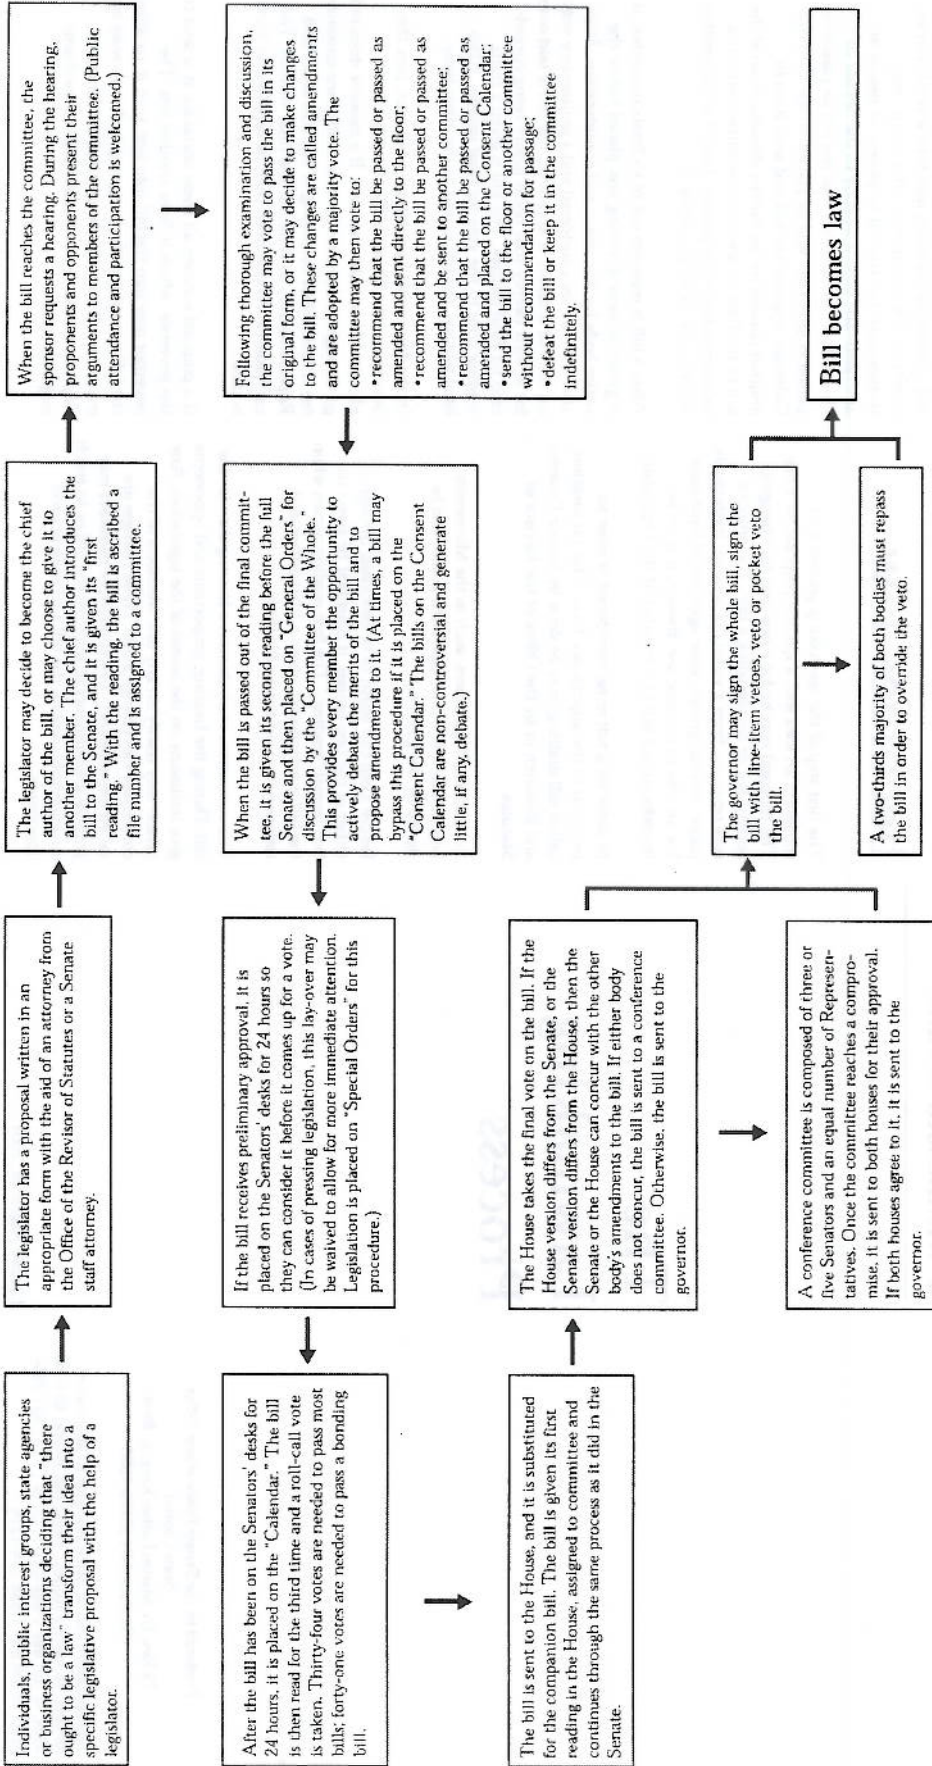 Individuals, public interest groups, state agencies
or business organizations deciding that "there
ought to be a law" transform their idea into a
specific legislative proposal with the help of a
legislator.
The legislator has a proposal written in an
appropriate form with the aid of an attorney from
the Office of the Revisor of Statutes or a Senate
staff attorney.
The legislator may decide to become the chief
author of the bill, or may choose to give it to
another member. The chief author introduces the
bill to the Senate, and it is given its "first
reading." With the reading, the bill is ascribed a
file number and is assigned to a committee.
When the bill reaches the committee, the
sponsor requests a hearing. During the hearing,
proponents and opponents present their
arguments to members of the committee. (Public
attendance and participation is welcomed.)
Following thorough examination and discussion,
the committee may vote to pass the bill in its
original form, or it may decide to make changes
to the bill. These changes are called amendments
and are adopted by a majority vote. The
committee may then vote to:
•recommend that the bill be passed or passed as
amended and sent directly to the floor;
•recommend that the bill be passed or passed as
amended and be sent to another committee;
•recommend that the bill be passed or passed as
amended and placed on the Consent Calendar;
•send the bill to the floor or another committee
without recommendation for passage;
•defeat the bill or keep it in the committee
indefinitely.
When the bill is passed out of the final commit-
tee, it is given its second reading before the full
Senate and then placed on "General Orders" for
discussion by the "Committee of the Whole."
This provides every member the opportunity to
actively debate the merits of the bill and to
propose amendments to it. (At times, a bill may
bypass this procedure if it is placed on the
"Consent Calendar." The bills on the Consent
Calendar are non-controversial and generate
little, if any, debate.)
If the bill receives preliminary approval, it is
placed on the Senators' desks for 24 hours so
they can consider it before it comes up for a vote.
(In cases of pressing legislation, this lay-over may
be waived to allow for more immediate attention.
Legislation is placed on "Special Orders" for this
procedure.)
After the bill has been on the Senators' desks for
24 hours, it is placed on the "Calendar." The bill
is then read for the third time and a roll-call vote
is taken. Thirty-four votes are needed to pass most
bills; forty-one votes are needed to pass a bonding
bill.
The bill is sent to the House, and it is substituted
for the companion bill. The bill is given its first
reading in the House, assigned to committee and
continues through the same process as it did in the
Senate.
The House takes the final vote on the bill. If the
House version differs from the Senate, or the
Senate version differs from the House, then the
Senate or the House can concur with the other
body's amendments to the bill. If either body
does not concur, the bill is sent to a conference
committee. Otherwise, the bill is sent to the
governor.
A conference committee is composed of three or
five Senators and an equal number of Represen-
tatives. Once the committee reaches a compro-
mise, it is sent to both houses for their approval.
If both houses agree to it, it is sent to the
governor.
The governor may sign the whole bill, sign the
bill with line-item vetoes, veto or pocket veto
the bill.
A two-thirds majority of both bodies must repass
the bill in order to override the veto.
Bill becomes law